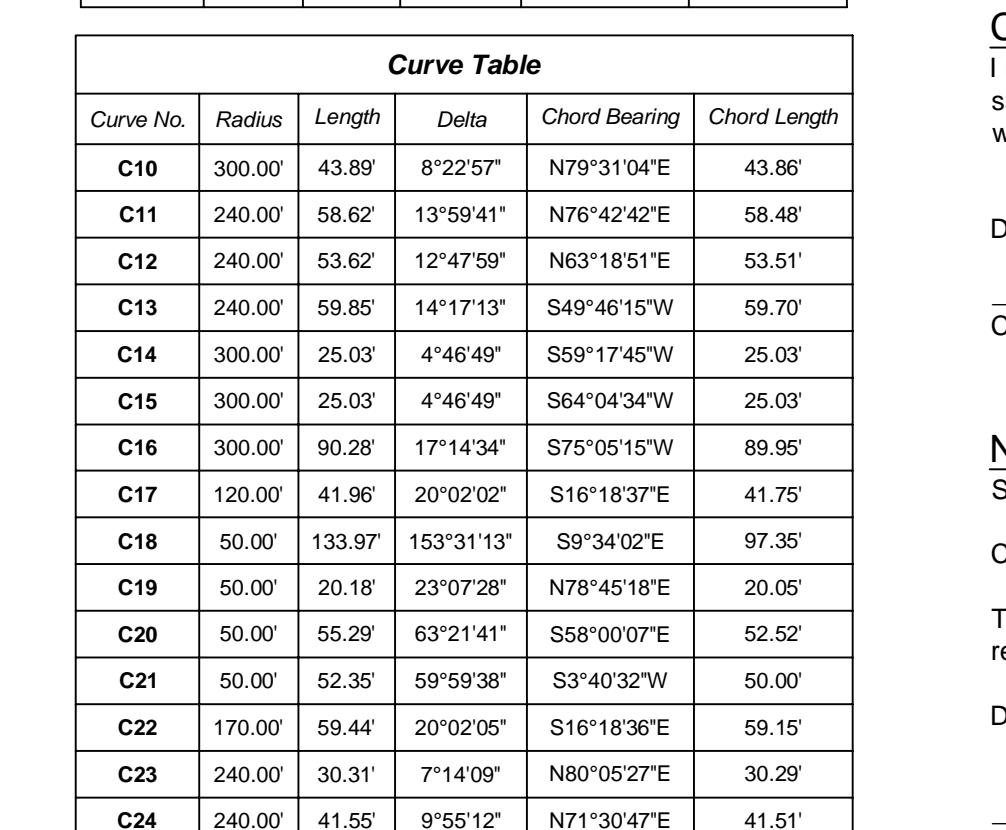 Curve Table
Curve No. Radius Length Delta Chord Bearing Chord Length
C10 300.00' 43.89' 8°22'57" N79°31'04"E 43.86'
C11 240.00' 58.62' 13°59'41" N76°42'42"E 58.48'
C12 240.00' 53.62' 12°47'59" N63°18'51"E 53.51'
C13 240.00' 59.85' 14°17'13" S49°46'15"W 59.70'
C14 300.00' 25.03' 4°46'49" S59°17'45"W 25.03'
C15 300.00' 25.03' 4°46'49" S64°04'34"W 25.03'
C16 300.00' 90.28' 17°14'34" S75°05'15"W 89.95'
C17 120.00' 41.96' 20°02'02" S16°18'37"E 41.75'
C18 50.00' 133.97' 153°31'13" S9°34'02"E 97.35'
C19 50.00' 20.18' 23°07'28" N78°45'18"E 20.05'
C20 50.00' 55.29' 63°21'41" S58°00'07"E 52.52'
C21 50.00' 52.35' 59°59'38" S3°40'32"W 50.00'
C22 170.00' 59.44' 20°02'05" S16°18'36"E 59.15'
C23 240.00' 30.31' 7°14'09" N80°05'27"E 30.29'
C24 240.00' 41.55' 9°55'12" N71°30'47"E 41.51'
I